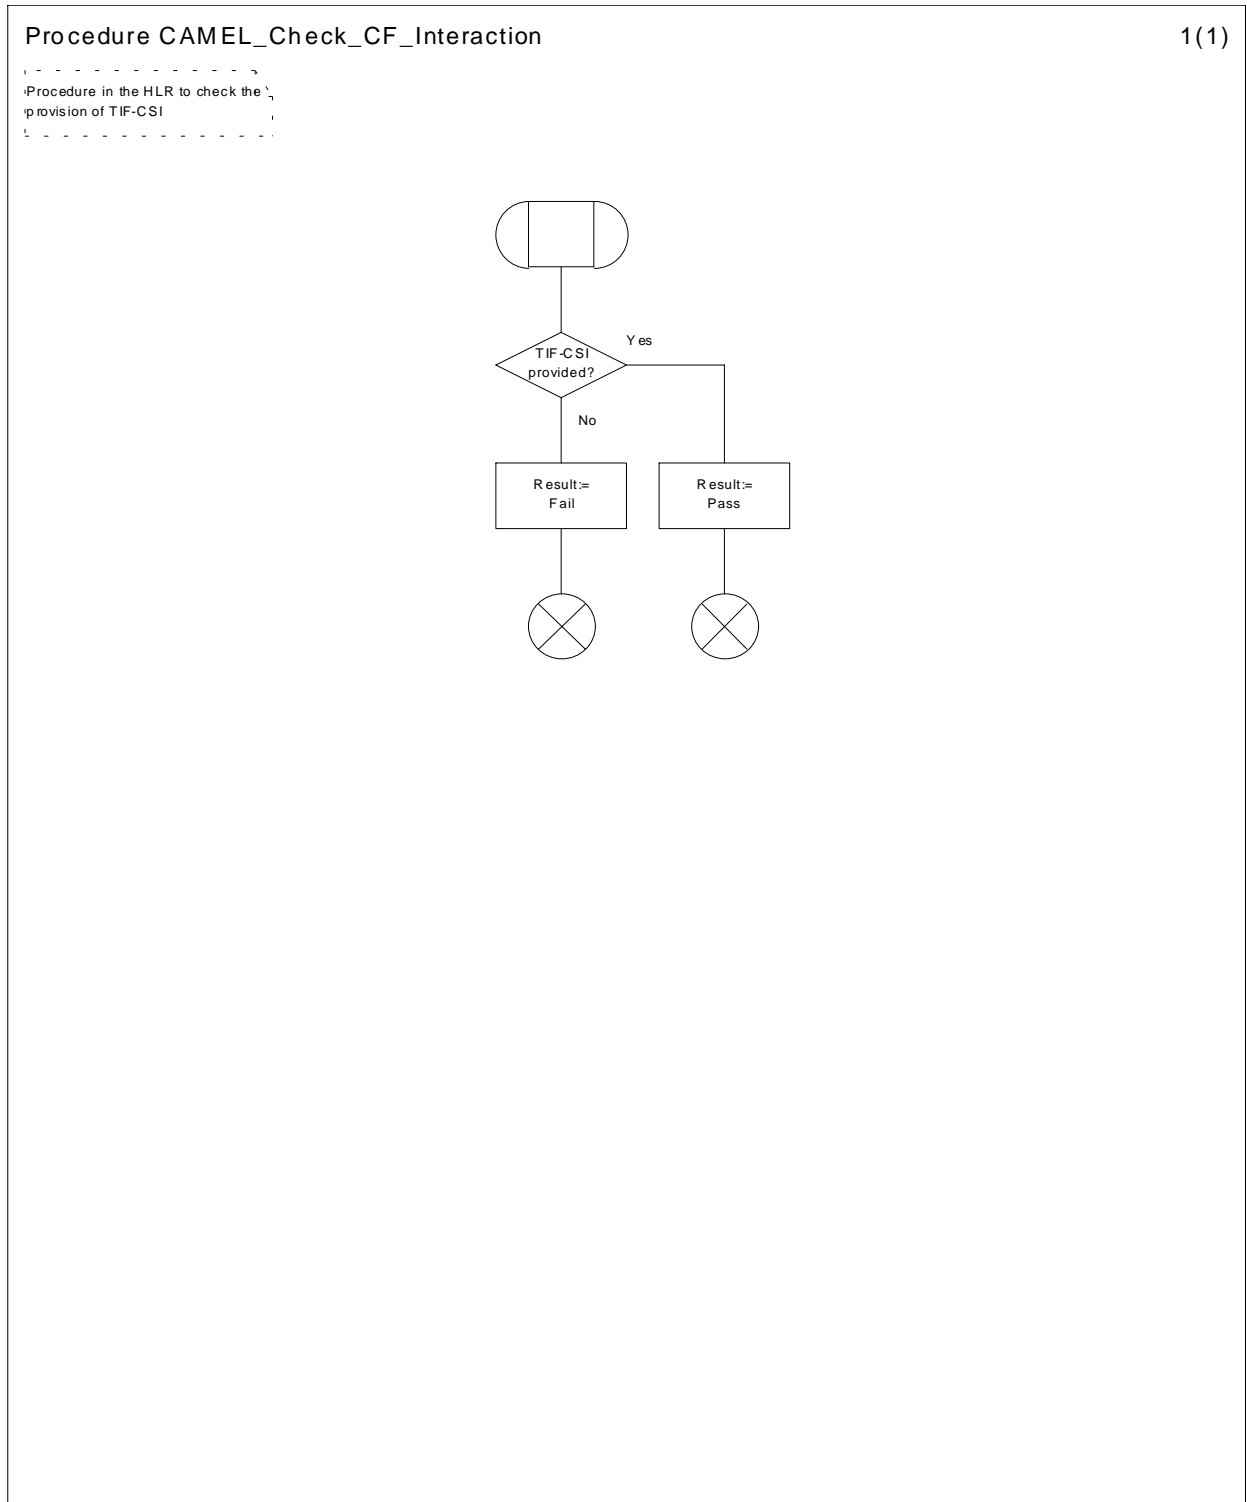 Procedure CAMEL_Check_CF_Interaction
1(1)
Procedure in the HLR to check the
provision of TIF-CSI
Yes
TIF-CSI
provided?
No
Result:=
Fail
Result:=
Pass